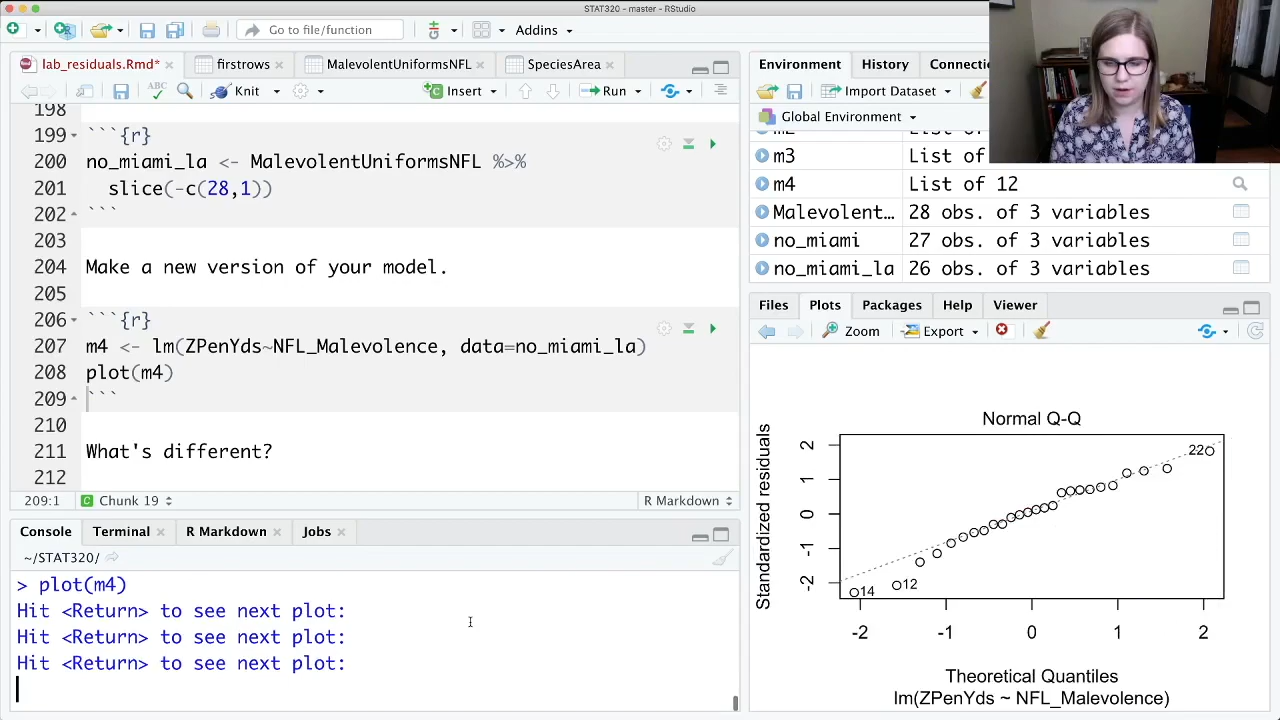 STAT320 - master - RStudio
Go to file/function
Addins
lab_residuals.Rmd*
firstrows
MalevolentUniformsNFL
SpeciesArea
ABC
Knit
Insert
Run
198
199 ```{r}
200 no_miami_la <- MalevolentUniformsNFL %>%
201 slice(-c(28,1))
202 ```
203
204 Make a new version of your model.
205
206 ```{r}
207 m4 <- lm(ZPenYds~NFL_Malevolence, data=no_miami_la)
208 plot(m4)
209 ```
210
211 What's different?
212
209:1 Chunk 19 R Markdown
Console Terminal R Markdown Jobs
~/STAT320/
> plot(m4)
Hit <Return> to see next plot:
Hit <Return> to see next plot:
Hit <Return> to see next plot:
Environment History Connectio
Import Dataset
Global Environment
m2 List of
m3 List of
m4 List of 12
Malevolent... 28 obs. of 3 variables
no_miami 27 obs. of 3 variables
no_miami_la 26 obs. of 3 variables
Files Plots Packages Help Viewer
Zoom Export
Normal Q-Q
Standardized residuals
2
1
0
-1
-2
22
12
14
-2 -1 0 1 2
Theoretical Quantiles
lm(ZPenYds ~ NFL_Malevolence)